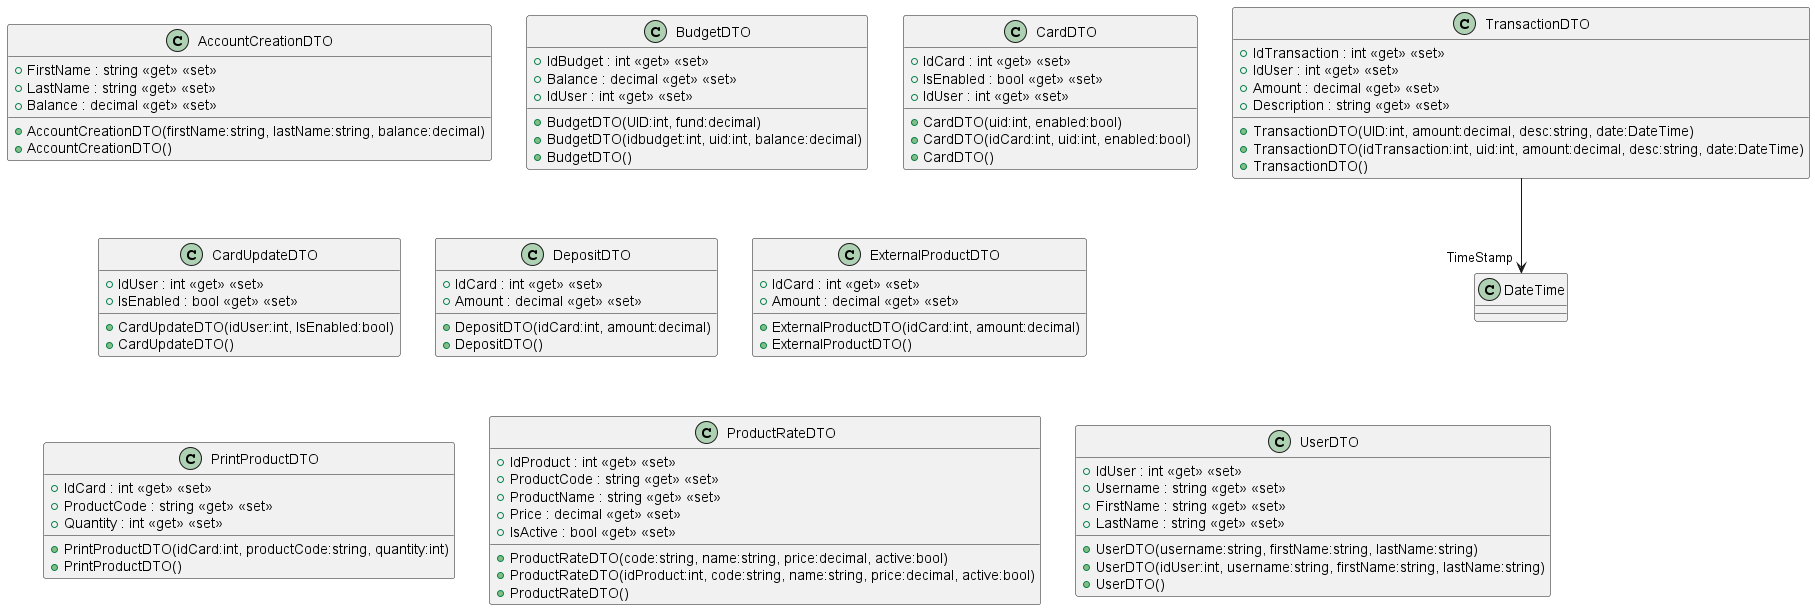 AccountCreationDTO
FirstName : string «get» «set»
LastName : string «get» «set»
Balance : decimal «get» «set»
AccountCreationDTO(firstName:string, lastName:string, balance:decimal)
AccountCreationDTO()
BudgetDTO
IdBudget : int «get» «set»
Balance : decimal «get» «set»
IdUser : int «get» «set»
BudgetDTO(UID:int, fund:decimal)
BudgetDTO(idbudget:int, uid:int, balance:decimal)
BudgetDTO()
CardDTO
IdCard : int «get» «set»
IsEnabled : bool «get» «set»
IdUser : int «get» «set»
CardDTO(uid:int, enabled:bool)
CardDTO(idCard:int, uid:int, enabled:bool)
CardDTO()
TransactionDTO
IdTransaction : int «get» «set»
IdUser : int «get» «set»
Amount : decimal «get» «set»
Description : string «get» «set»
TransactionDTO(UID:int, amount:decimal, desc:string, date:DateTime)
TransactionDTO(idTransaction:int, uid:int, amount:decimal, desc:string, date:DateTime)
TransactionDTO()
CardUpdateDTO
IdUser : int «get» «set»
IsEnabled : bool «get» «set»
CardUpdateDTO(idUser:int, IsEnabled:bool)
CardUpdateDTO()
DepositDTO
IdCard : int «get» «set»
Amount : decimal «get» «set»
DepositDTO(idCard:int, amount:decimal)
DepositDTO()
ExternalProductDTO
IdCard : int «get» «set»
Amount : decimal «get» «set»
ExternalProductDTO(idCard:int, amount:decimal)
ExternalProductDTO()
TimeStamp
DateTime
PrintProductDTO
IdCard : int «get» «set»
ProductCode : string «get» «set»
Quantity : int «get» «set»
PrintProductDTO(idCard:int, productCode:string, quantity:int)
PrintProductDTO()
ProductRateDTO
IdProduct : int «get» «set»
ProductCode : string «get» «set»
ProductName : string «get» «set»
Price : decimal «get» «set»
IsActive : bool «get» «set»
ProductRateDTO(code:string, name:string, price:decimal, active:bool)
ProductRateDTO(idProduct:int, code:string, name:string, price:decimal, active:bool)
ProductRateDTO()
UserDTO
IdUser : int «get» «set»
Username : string «get» «set»
FirstName : string «get» «set»
LastName : string «get» «set»
UserDTO(username:string, firstName:string, lastName:string)
UserDTO(idUser:int, username:string, firstName:string, lastName:string)
UserDTO()